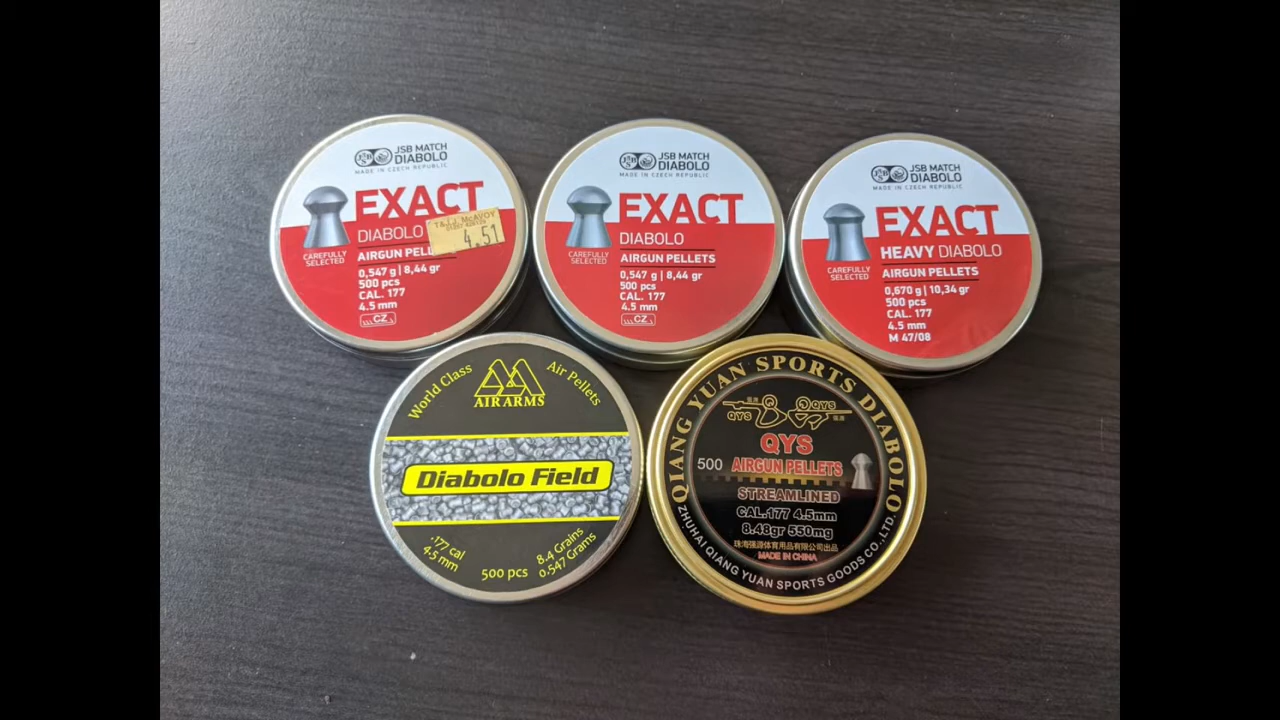 JSB MATCH
DIABOLO
MADE IN CZECH REPUBLIC
EXACT
DIABOLO
T&J.J. McAVOY
4.51
CAREFULLY
SELECTED
AIRGUN PELL
0,547 g | 8,44 gr
500 pcs
CAL. 177
4.5 mm
CZ
JSB MATCH
DIABOLO
MADE IN CZECH REPUBLIC
EXACT
DIABOLO
CAREFULLY
SELECTED
AIRGUN PELLETS
0,547 g | 8,44 gr
500 pcs
CAL. 177
4.5 mm
CZ
JSB MATCH
DIABOLO
MADE IN CZECH REPUBLIC
EXACT
HEAVY DIABOLO
CAREFULLY
SELECTED
AIRGUN PELLETS
0,670 g | 10,34 gr
500 pcs
CAL. 177
4.5 mm
M 47/08
World Class
Air Pellets
AIR ARMS
Diabolo Field
.177 cal
4.5 mm
500 pcs
8.4 Grains
0.547 Grams
QIANG YUAN SPORTS DIABOLO
QYS
QYS
QYS
500 AIRGUN PELLETS
STREAMLINED
CAL.177 4.5mm
8.48gr 550mg
珠海强源体育用品有限公司出品
MADE IN CHINA
ZHUHAI QIANG YUAN SPORTS GOODS CO.,LTD.